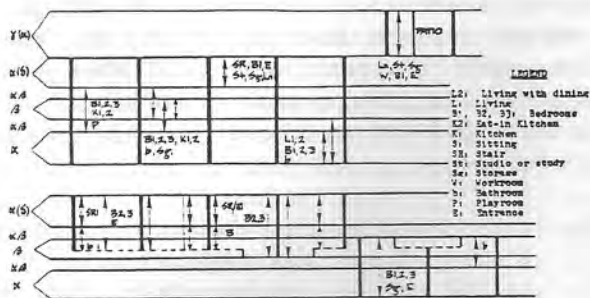 γ(α)
PATIO
α(δ)
SR, B1, E
St, Sg, Ln
Ln, St, Sg
W, B1, E
α/β
β
B1,2,3
K1,2
P
α/β
α
B1,2,3, K1,2
b, Sg.
L1,2
B1,2,3
b
LEGEND
L2: Living with dining
L: Living
B1, B2, B3: Bedrooms
K2: Eat-in Kitchen
K: Kitchen
S: Sitting
SR: Stair
St: Studio or study
Sg: Storage
W: Workroom
b: Bathroom
P: Playroom
E: Entrance
α(δ)
SR1
B2,3
SR/E
B2,3
α/β
B
β
b
α/β
b
α
B1,2,3
Sg, E